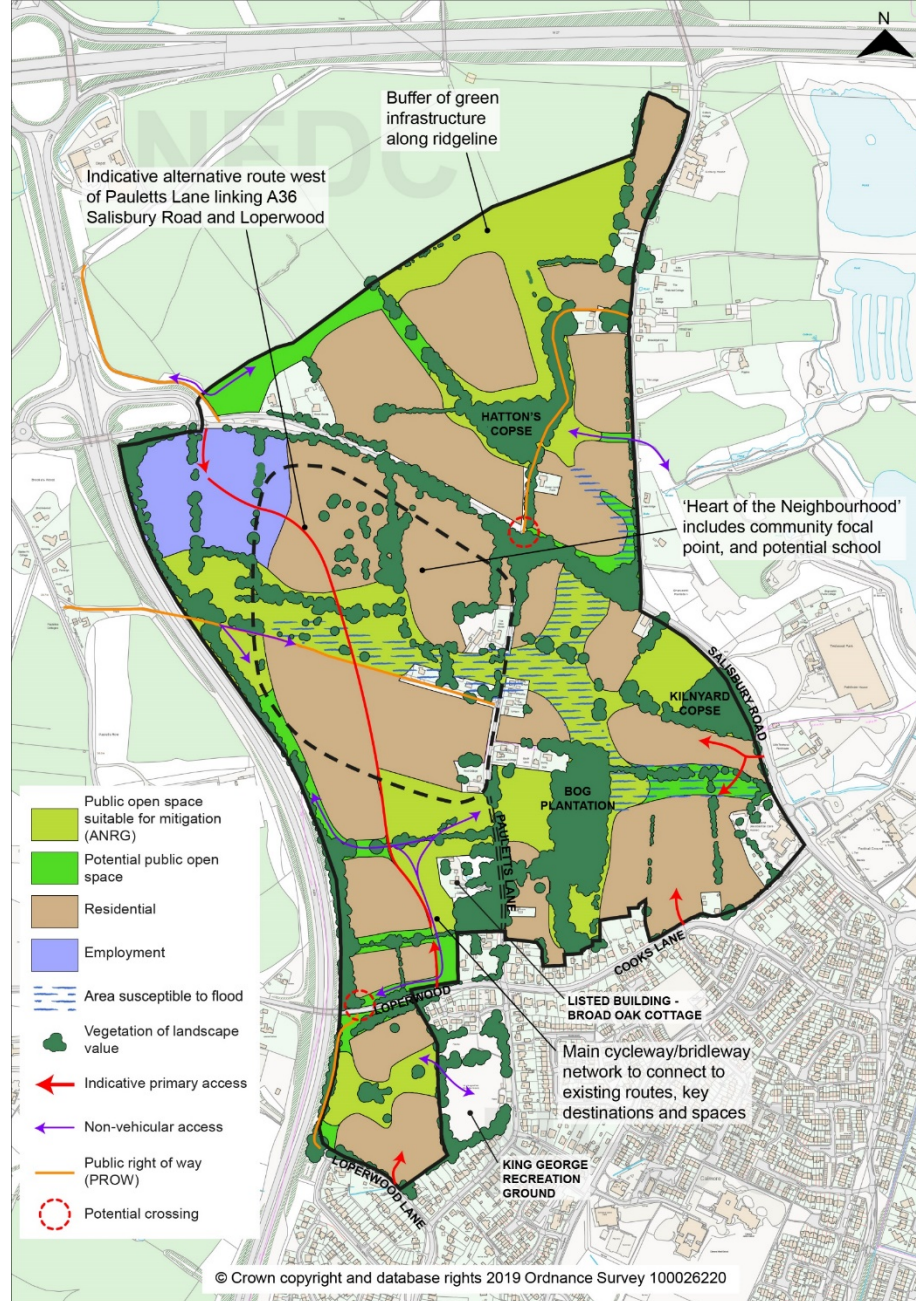 N
NFDC
Buffer of green
infrastructure
along ridgeline
Indicative alternative route west
of Pauletts Lane linking A36
Salisbury Road and Loperwood
HATTON'S
COPSE
'Heart of the Neighbourhood'
includes community focal
point, and potential school
SALISBURY ROAD
KILNYARD
COPSE
BOG
PLANTATION
PAULETTS LANE
COOKS LANE
LOPERWOOD
LISTED BUILDING -
BROAD OAK COTTAGE
Main cycleway/bridleway
network to connect to
existing routes, key
destinations and spaces
KING GEORGE
RECREATION
GROUND
LOPERWOOD LANE
Public open space
suitable for mitigation
(ANRG)
Potential public open
space
Residential
Employment
Area susceptible to flood
Vegetation of landscape
value
Indicative primary access
Non-vehicular access
Public right of way
(PROW)
Potential crossing
© Crown copyright and database rights 2019 Ordnance Survey 100026220